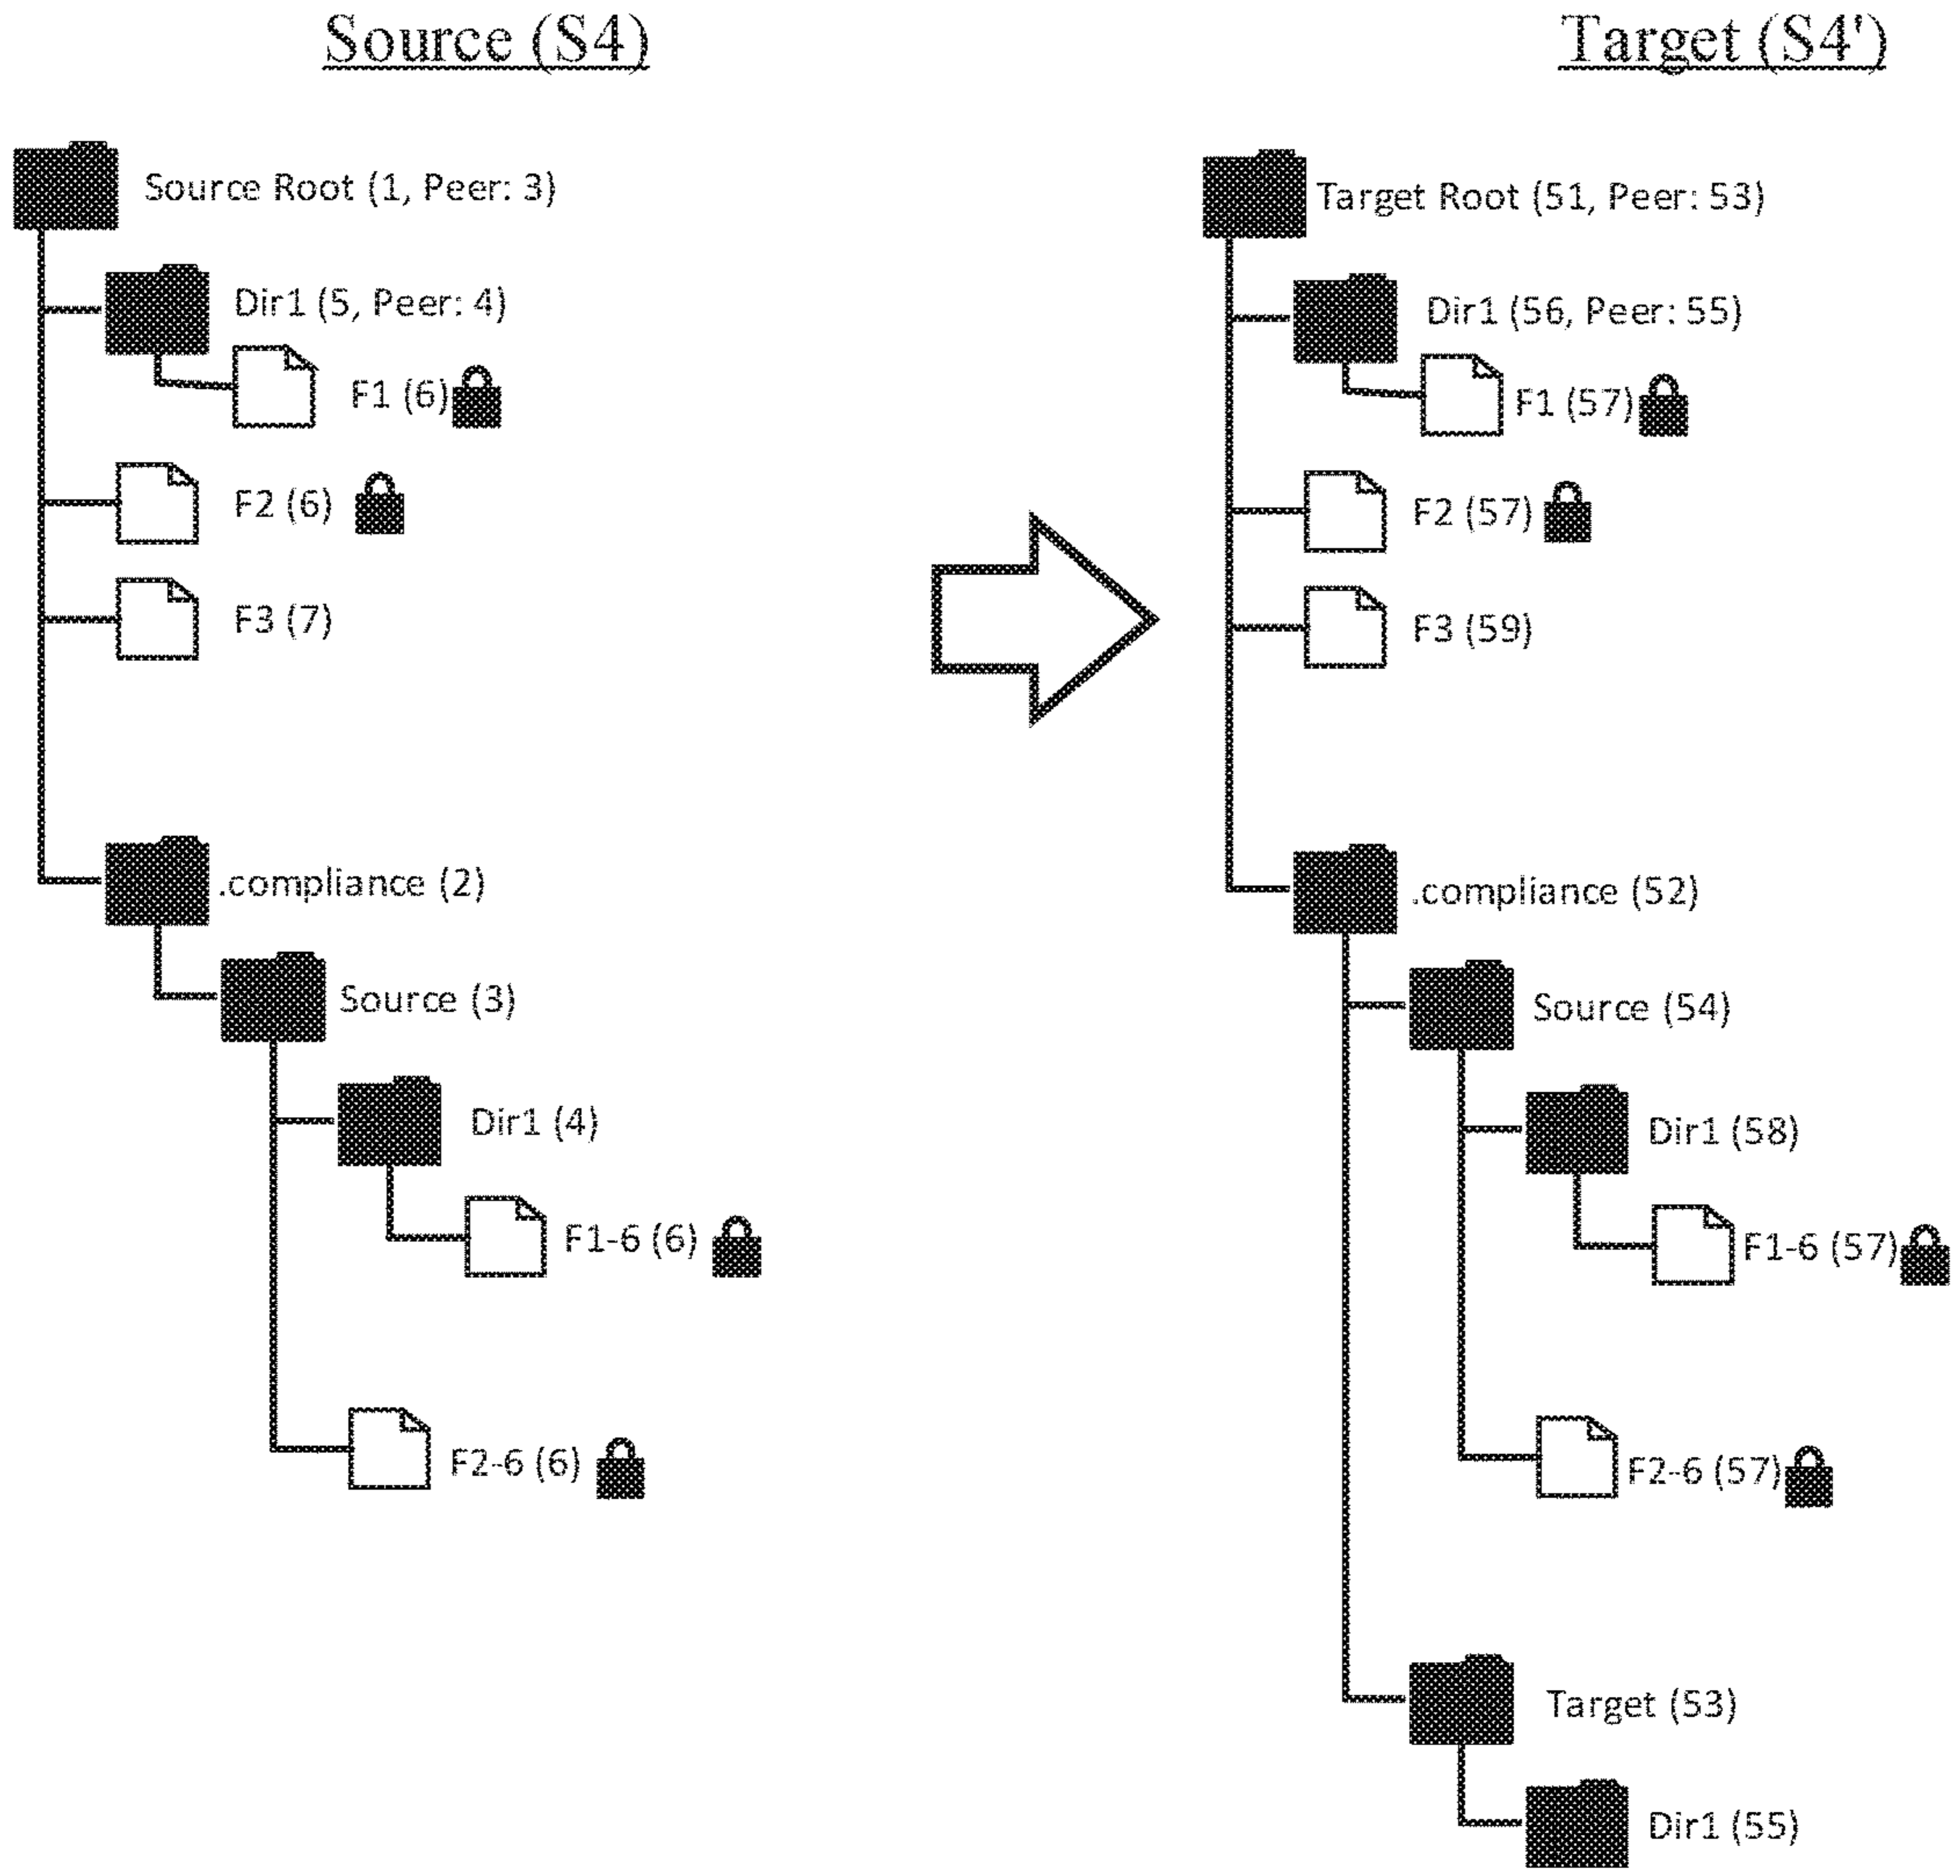 Source (S4)
Source Root (1, Peer: 3)
Dir1 (5, Peer: 4)
F1 (6)
F2 (6)
F3 (7)
.compliance (2)
Source (3)
Dir1 (4)
F1-6 (6)
F2-6 (6)
Target (S4')
Target Root (51, Peer: 53)
Dir1 (56, Peer: 55)
F1 (57)
F2 (57)
F3 (59)
.compliance (52)
Source (54)
Dir1 (58)
F1-6 (57)
F2-6 (57)
Target (53)
Dir1 (55)